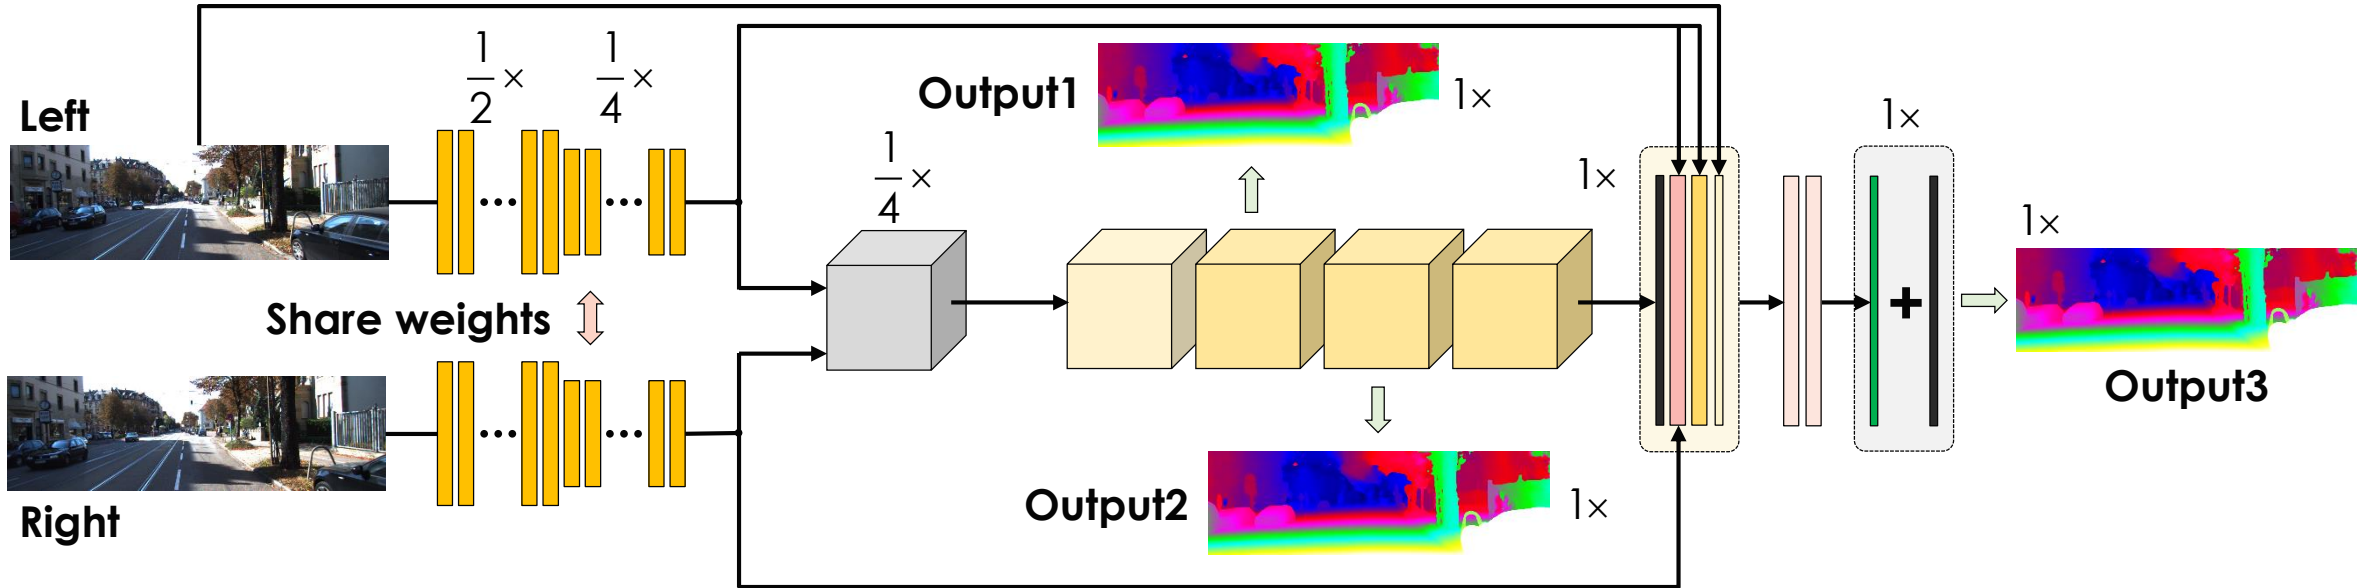 Left
1/2 ×
1/4 ×
Output1
1×
1/4 ×
1×
1×
1×
Share weights
Output3
Output2
1×
Right
+